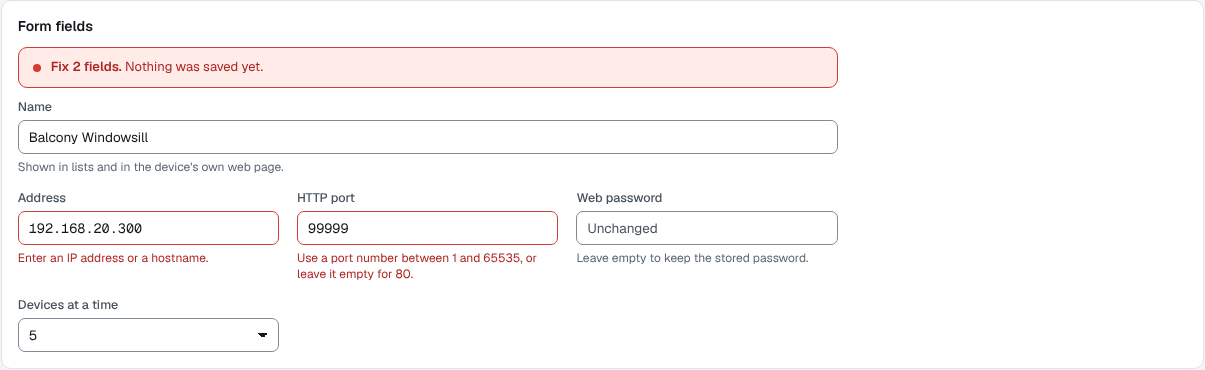 Form fields
Fix 2 fields. Nothing was saved yet.
Name
Balcony Windowsill
Shown in lists and in the device's own web page.
Address
HTTP port
Web password
192.168.20.300
99999
Unchanged
Enter an IP address or a hostname.
Use a port number between 1 and 65535, or
leave it empty for 80.
Leave empty to keep the stored password.
Devices at a time
5